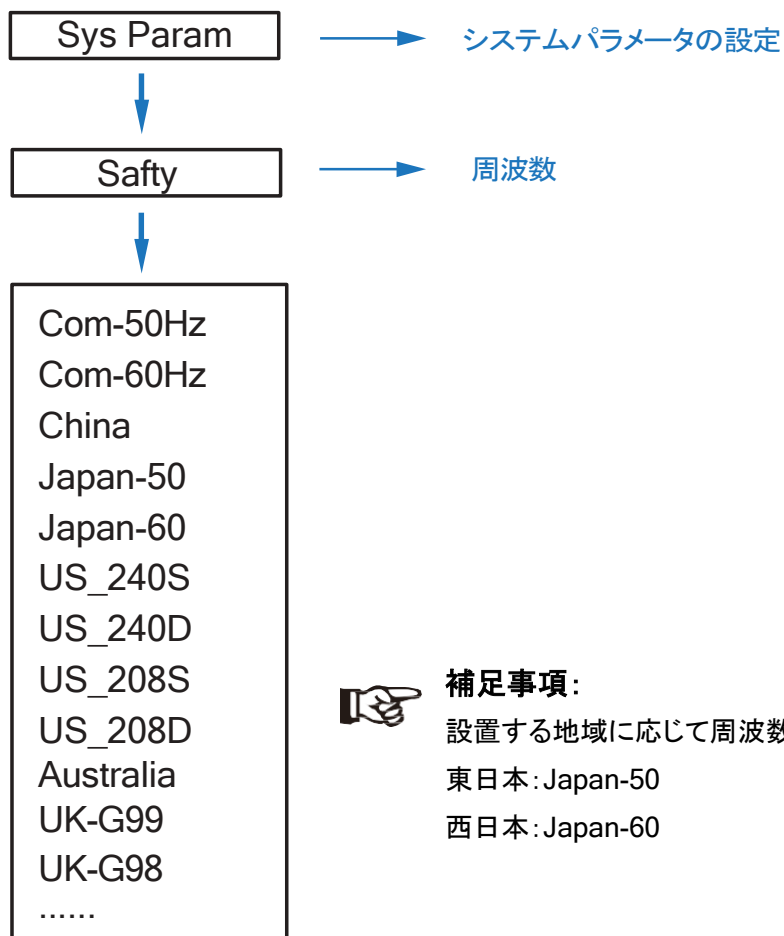 Sys Param
システムパラメータの設定
Safty
周波数
Com-50Hz
Com-60Hz
China
Japan-50
Japan-60
US_240S
US_240D
US_208S
US_208D
Australia
UK-G99
UK-G98
......
補足事項：
設置する地域に応じて周波数
東日本：Japan-50
西日本：Japan-60